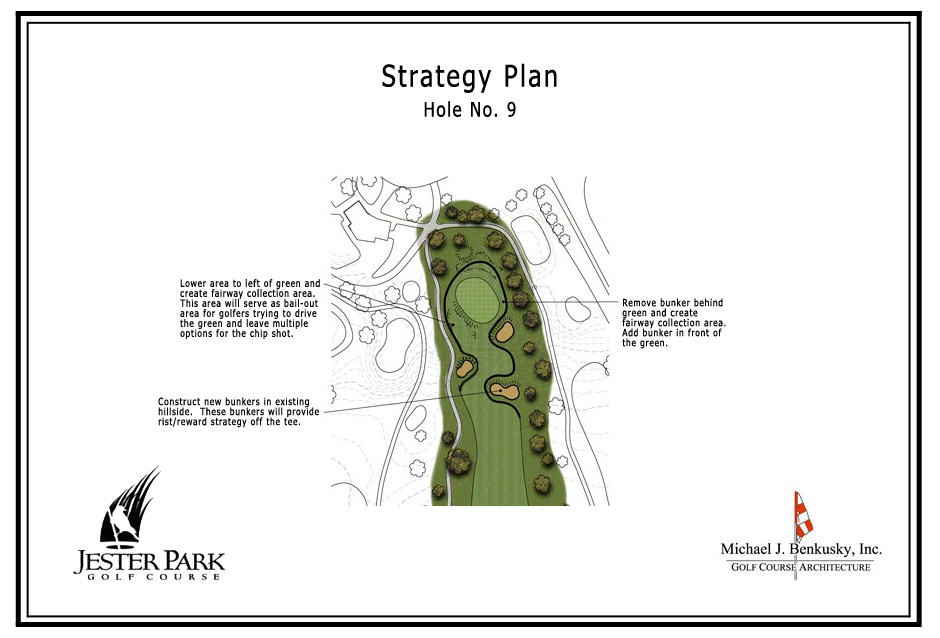 Strategy Plan
Hole No. 9
Lower area to left of green and
create fairway collection area.
This area will serve as bail-out
area for golfers trying to drive
the green and leave multiple
options for the chip shot.
Remove bunker behind
green and create
fairway collection area.
Add bunker in front of
the green.
Construct new bunkers in existing
hillside.  These bunkers will provide
rist/reward strategy off the tee.
JESTER PARK
GOLF COURSE
Michael J. Benkusky, Inc.
GOLF COURSE ARCHITECTURE